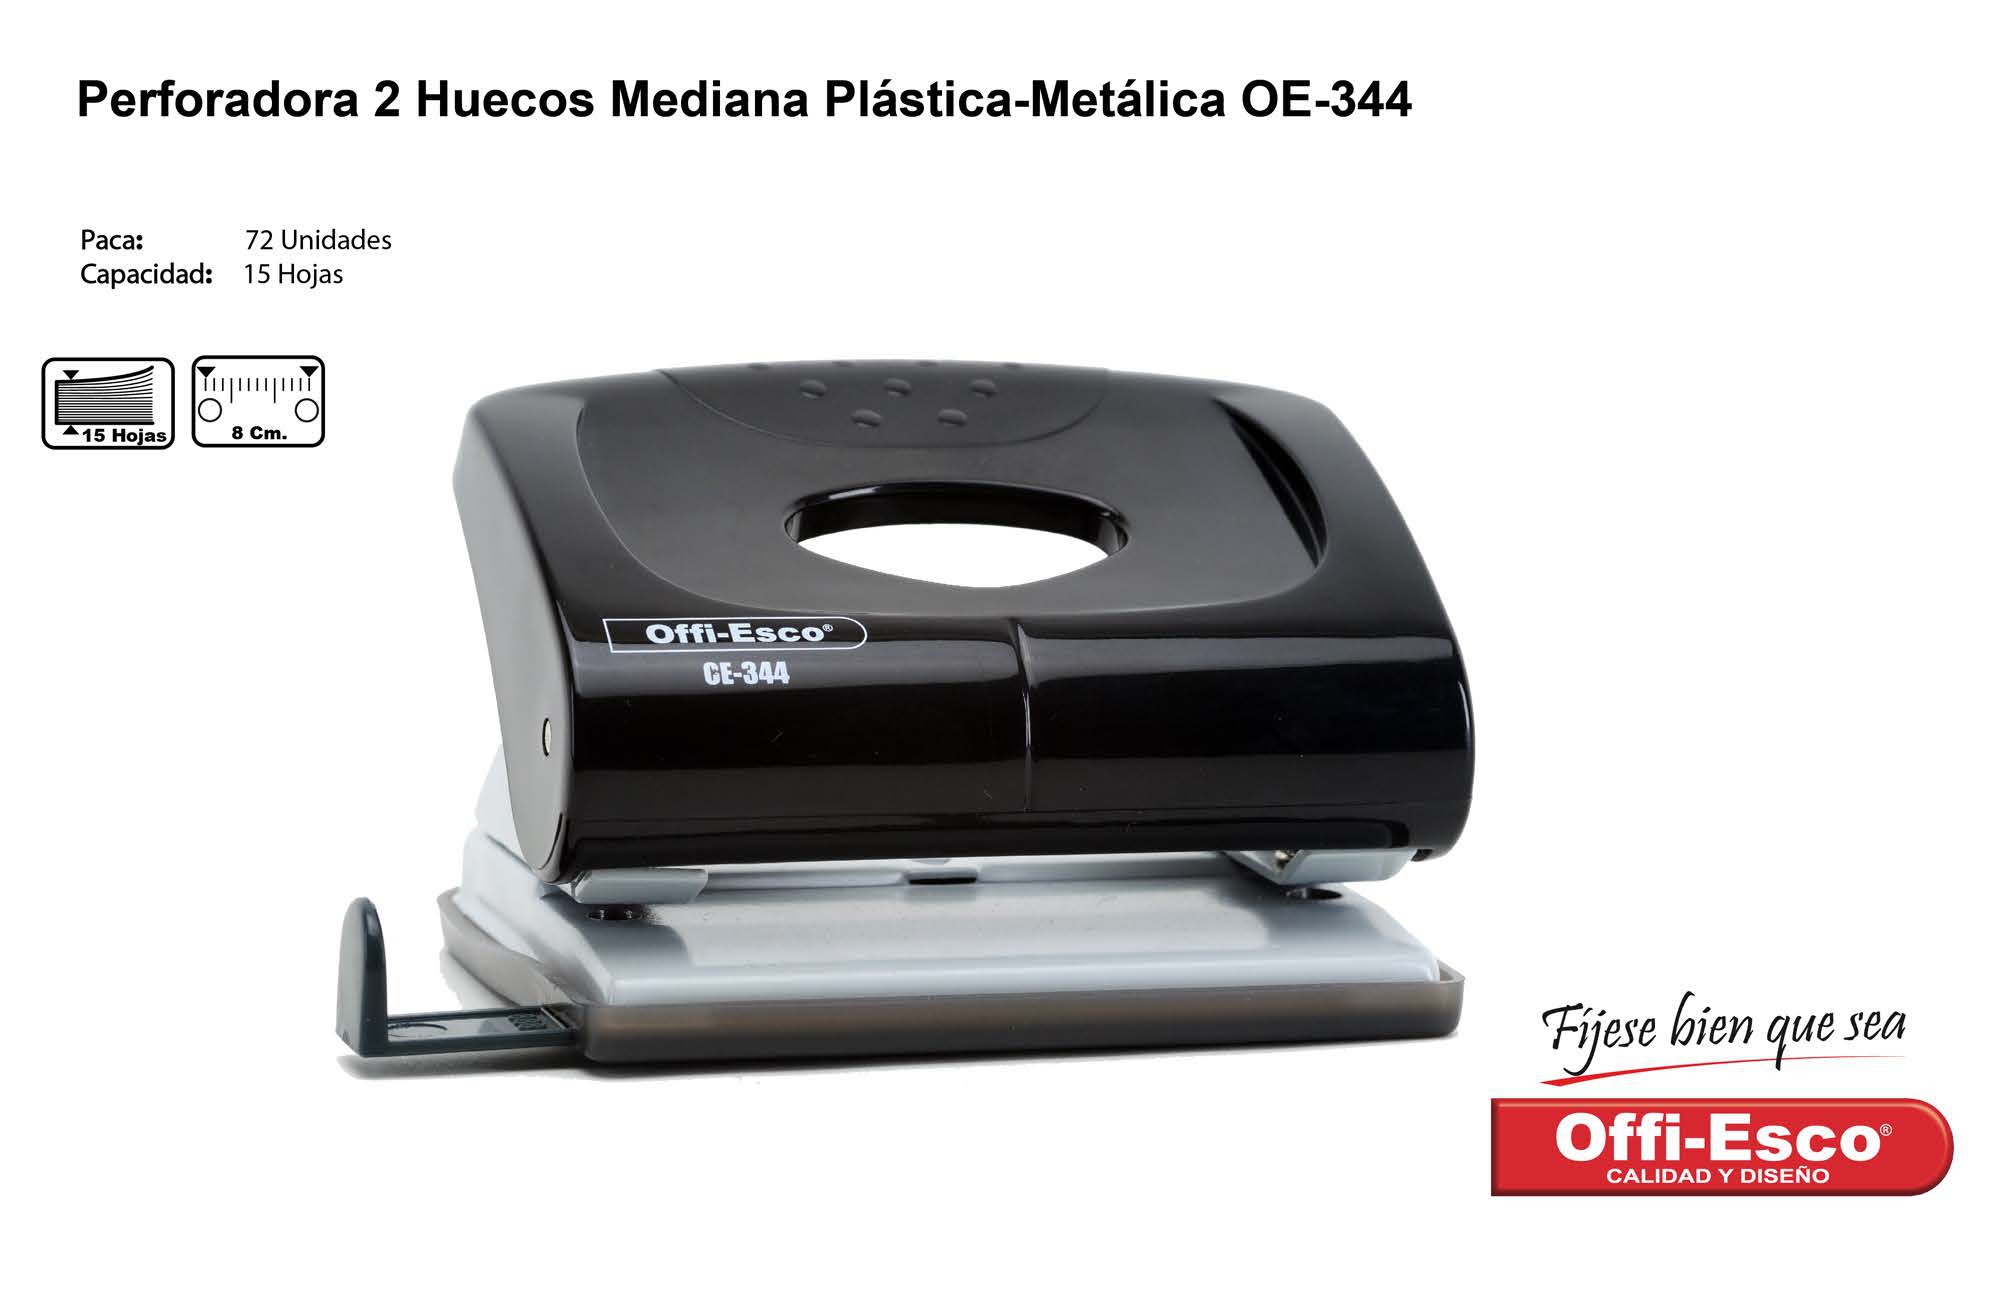 Perforadora 2 Huecos Mediana Plástica-Metálica OE-344
Paca: 72 Unidades
Capacidad: 15 Hojas
15 Hojas
8 Cm.
Offi-Esco®
CE-344
Fíjese bien que sea
Offi-Esco®
CALIDAD Y DISEÑO